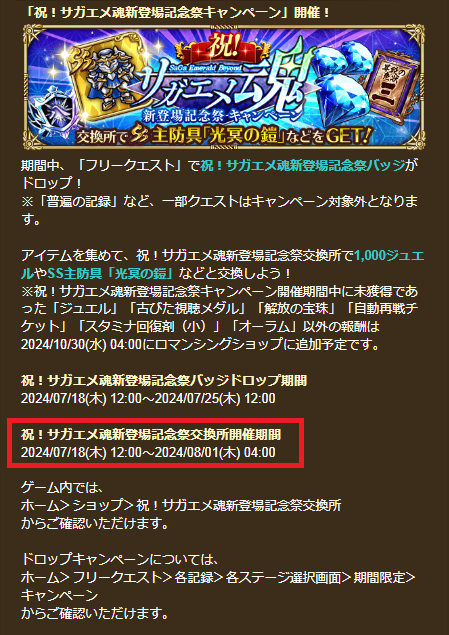 「祝！サガエメ魂新登場記念祭キャンペーン」開催！
祝！
SaGa Emerald Beyond
サガエメ魂
新登場記念祭 キャンペーン
交換所でSS主防具「光冥の鎧」などをGET！
期間中、「フリークエスト」で祝！サガエメ魂新登場記念祭バッジが
ドロップ！
※「普遍の記録」など、一部クエストはキャンペーン対象外となりま
す。
アイテムを集めて、祝！サガエメ魂新登場記念祭交換所で1,000ジュエ
ルやSS主防具「光冥の鎧」などと交換しよう！
※祝！サガエメ魂新登場記念祭キャンペーン開催期間中に未獲得であ
った「ジュエル」「古びた視聴メダル」「解放の宝珠」「自動再戦チ
ケット」「スタミナ回復剤（小）」「オーラム」以外の報酬は
2024/10/30(水) 04:00にロマンシングショップに追加予定です。
祝！サガエメ魂新登場記念祭バッジドロップ期間
2024/07/18(木) 12:00～2024/07/25(木) 12:00
祝！サガエメ魂新登場記念祭交換所開催期間
2024/07/18(木) 12:00～2024/08/01(木) 04:00
ゲーム内では、
ホーム＞ショップ＞祝！サガエメ魂新登場記念祭交換所
からご確認いただけます。
ドロップキャンペーンについては、
ホーム＞フリークエスト＞各記録＞各ステージ選択画面＞期間限定＞
キャンペーン
からご確認いただけます。